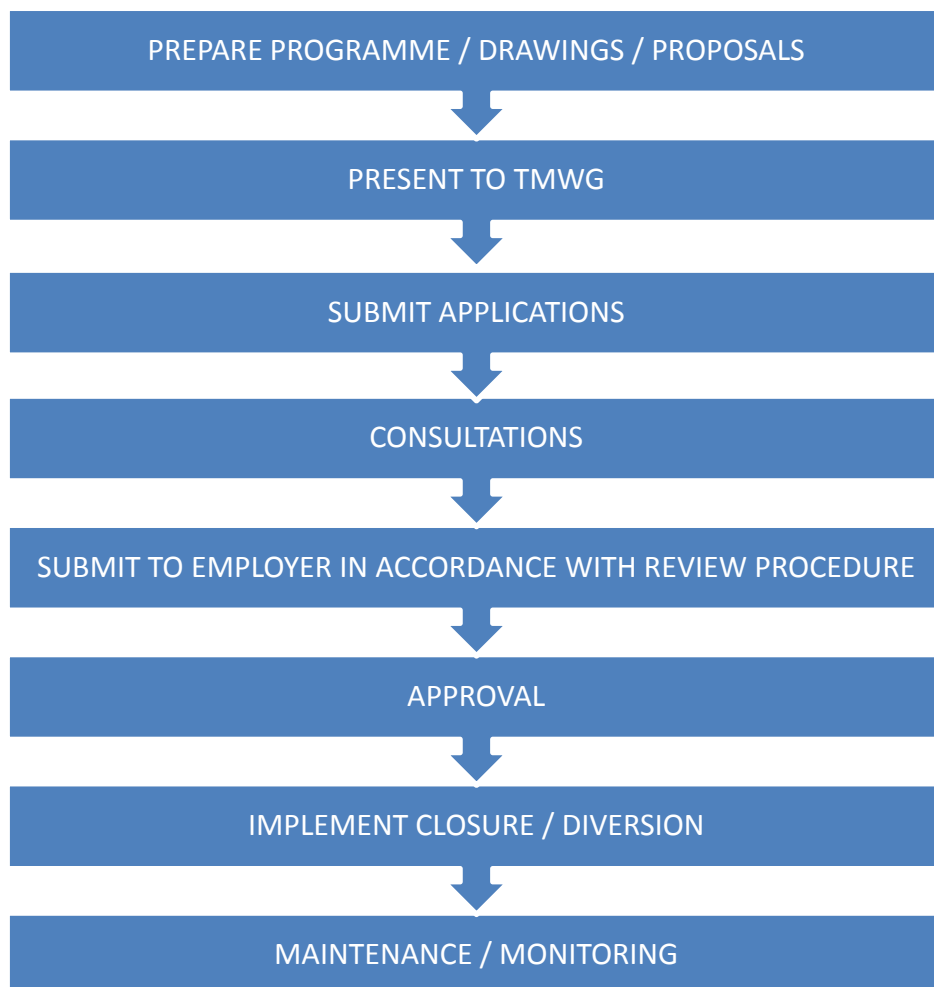 PREPARE PROGRAMME / DRAWINGS / PROPOSALS
PRESENT TO TMWG
SUBMIT APPLICATIONS
CONSULTATIONS
SUBMIT TO EMPLOYER IN ACCORDANCE WITH REVIEW PROCEDURE
APPROVAL
IMPLEMENT CLOSURE / DIVERSION
MAINTENANCE / MONITORING